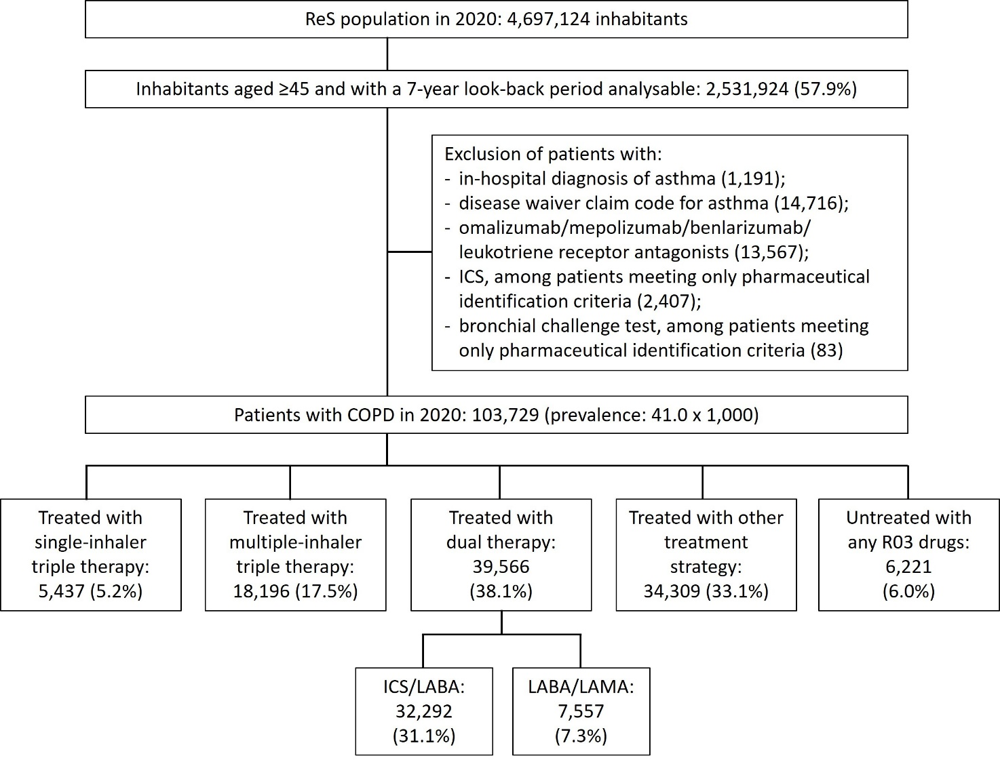 ReS population in 2020: 4,697,124 inhabitants
Inhabitants aged ≥45 and with a 7-year look-back period analysable: 2,531,924 (57.9%)
Exclusion of patients with:
- in-hospital diagnosis of asthma (1,191);
- disease waiver claim code for asthma (14,716);
- omalizumab/mepolizumab/benlarizumab/
leukotriene receptor antagonists (13,567);
- ICS, among patients meeting only pharmaceutical
identification criteria (2,407);
- bronchial challenge test, among patients meeting
only pharmaceutical identification criteria (83)
Patients with COPD in 2020: 103,729 (prevalence: 41.0 x 1,000)
Treated with
single-inhaler
triple therapy:
5,437 (5.2%)
Treated with
multiple-inhaler
triple therapy:
18,196 (17.5%)
Treated with
dual therapy:
39,566
(38.1%)
Treated with other
treatment
strategy:
34,309 (33.1%)
Untreated with
any R03 drugs:
6,221
(6.0%)
ICS/LABA:
32,292
(31.1%)
LABA/LAMA:
7,557
(7.3%)